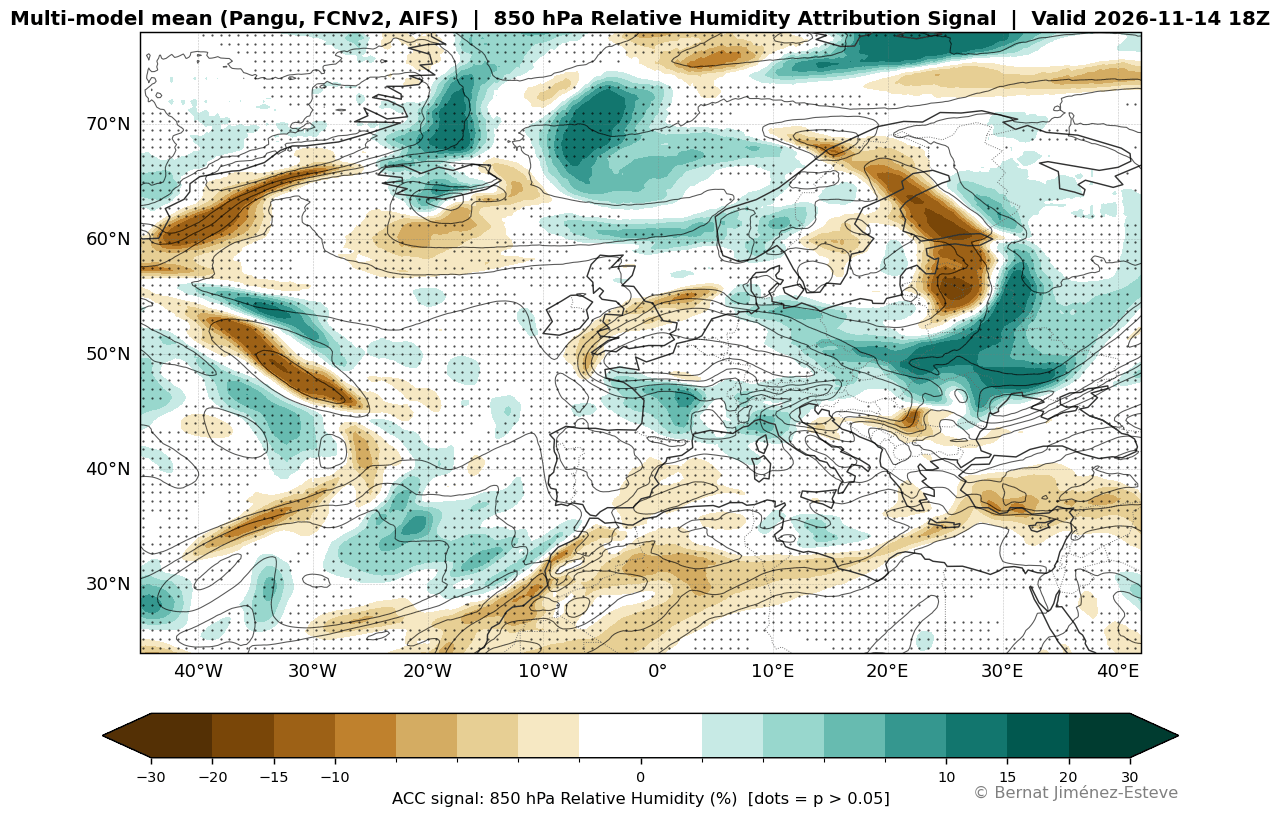 Multi-model mean (Pangu, FCNv2, AIFS)  |  850 hPa Relative Humidity Attribution Signal  |  Valid 2026-11-14 18Z
70°N
60°N
50°N
40°N
30°N
40°W 30°W 20°W 10°W 0° 10°E 20°E 30°E 40°E
−30 −20 −15 −10 0 10 15 20 30
ACC signal: 850 hPa Relative Humidity (%)  [dots = p > 0.05]
© Bernat Jiménez-Esteve